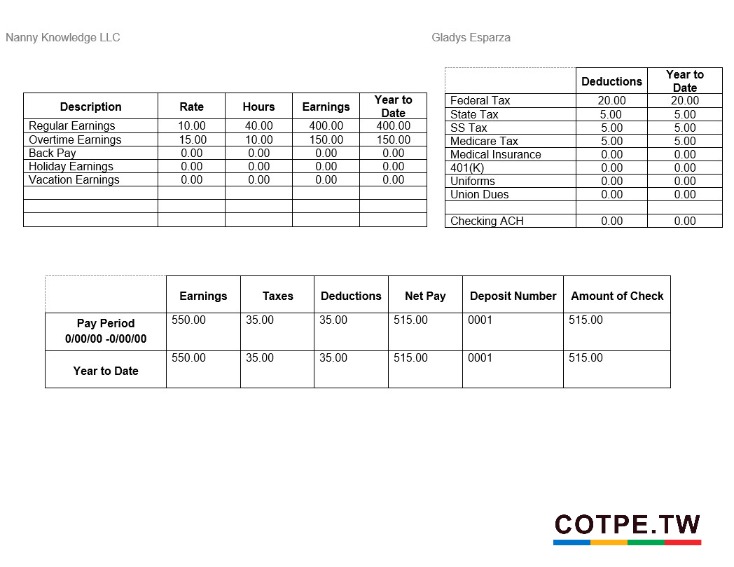 Nanny Knowledge LLC
Gladys Esparza
Description Rate Hours Earnings Year to Date
Regular Earnings 10.00 40.00 400.00 400.00
Overtime Earnings 15.00 10.00 150.00 150.00
Back Pay 0.00 0.00 0.00 0.00
Holiday Earnings 0.00 0.00 0.00 0.00
Vacation Earnings 0.00 0.00 0.00 0.00
Deductions Year to Date
Federal Tax 20.00 20.00
State Tax 5.00 5.00
SS Tax 5.00 5.00
Medicare Tax 5.00 5.00
Medical Insurance 0.00 0.00
401(K) 0.00 0.00
Uniforms 0.00 0.00
Union Dues 0.00 0.00
Checking ACH 0.00 0.00
Earnings Taxes Deductions Net Pay Deposit Number Amount of Check
Pay Period 0/00/00 -0/00/00 550.00 35.00 35.00 515.00 0001 515.00
Year to Date 550.00 35.00 35.00 515.00 0001 515.00
COTPE.TW